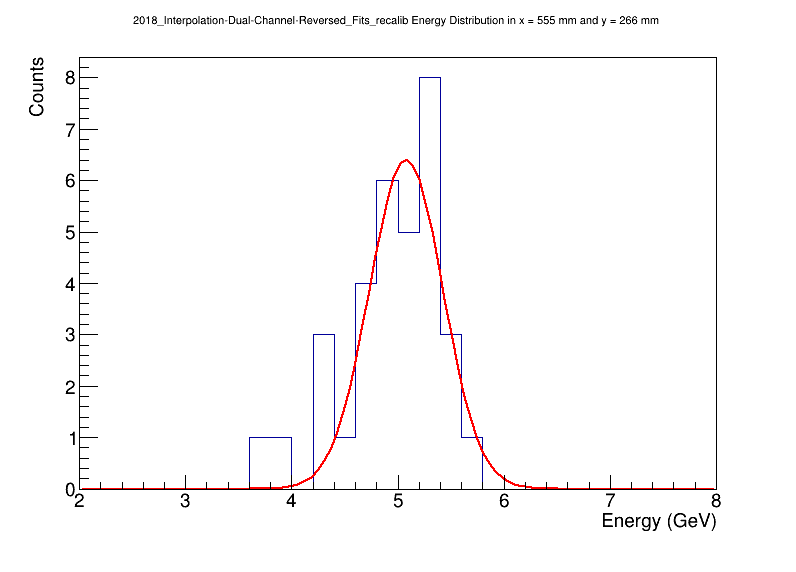 2018_Interpolation-Dual-Channel-Reversed_Fits_recalib Energy Distribution in x = 555 mm and y = 266 mm
Counts
8
7
6
5
4
3
2
1
0
2 3 4 5 6 7 8
Energy (GeV)